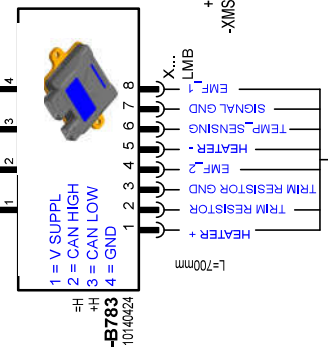 4
3
2
1
1 = V SUPPL
2 = CAN HIGH
3 = CAN LOW
4 = GND
=H
+H
-B783
10140424
X...
LMB
8 EMF_1
7 SIGNAL GND
6 TEMP_SENSING
5 HEATER -
4 EMF_2
3 TRIM RESISTOR GND
2 TRIM RESISTOR
1 HEATER +
L=700mm
+
-XMS